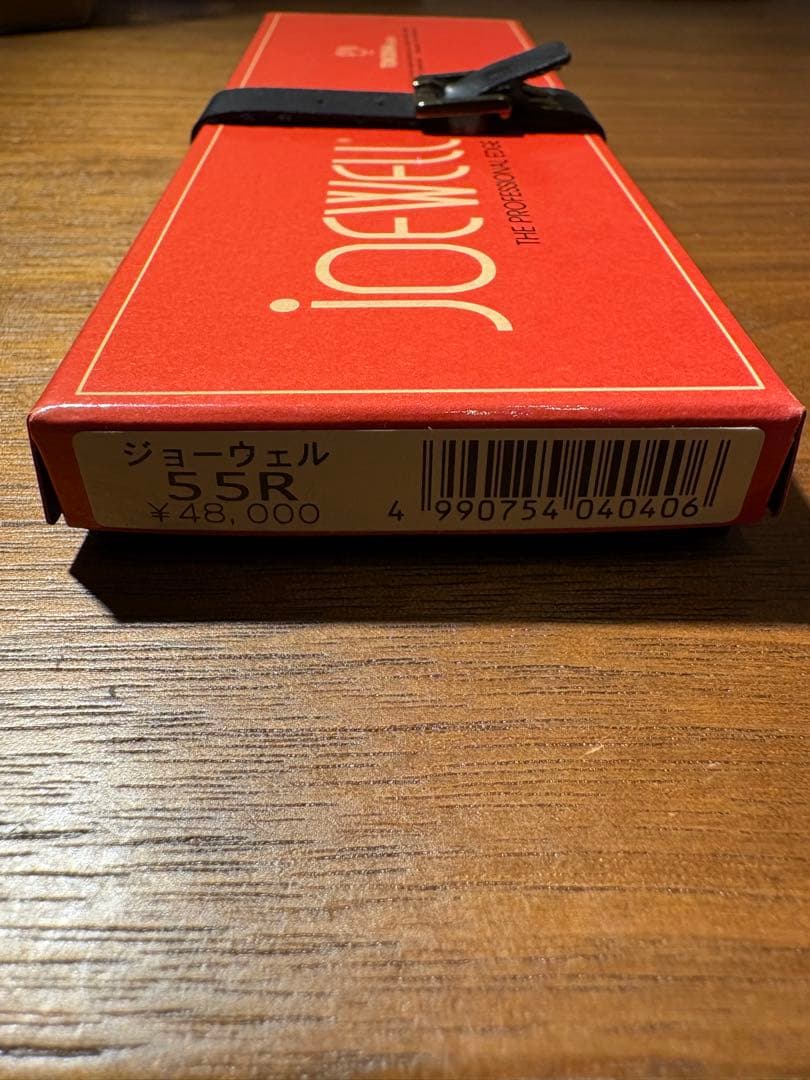 JOEWELL
THE PROFESSIONAL EDGE
ジョーウェル
55R
¥48,000
4 990754 040406